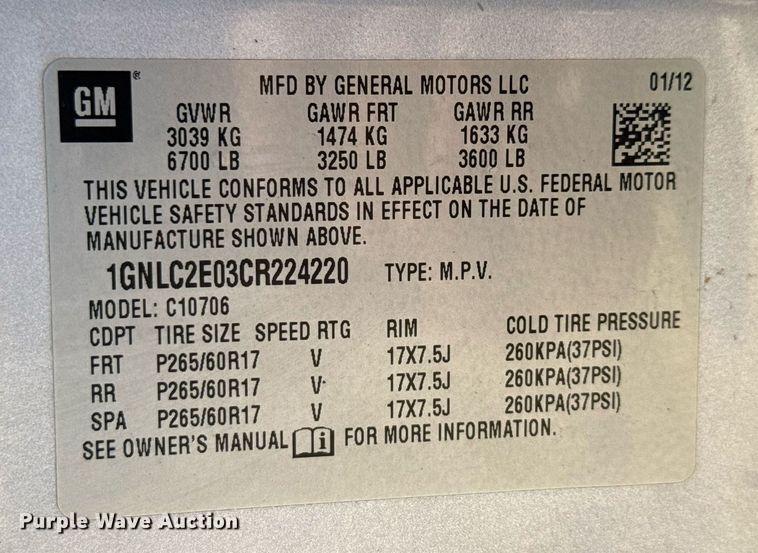 GM® MFD BY GENERAL MOTORS LLC 01/12
GVWR GAWR FRT GAWR RR
3039 KG 1474 KG 1633 KG
6700 LB 3250 LB 3600 LB
THIS VEHICLE CONFORMS TO ALL APPLICABLE U.S. FEDERAL MOTOR
VEHICLE SAFETY STANDARDS IN EFFECT ON THE DATE OF
MANUFACTURE SHOWN ABOVE.
1GNLC2E03CR224220 TYPE: M.P.V.
MODEL: C10706
CDPT TIRE SIZE SPEED RTG RIM COLD TIRE PRESSURE
FRT P265/60R17 V 17X7.5J 260KPA(37PSI)
RR P265/60R17 V 17X7.5J 260KPA(37PSI)
SPA P265/60R17 V 17X7.5J 260KPA(37PSI)
SEE OWNER'S MANUAL i FOR MORE INFORMATION.
Purple Wave Auction